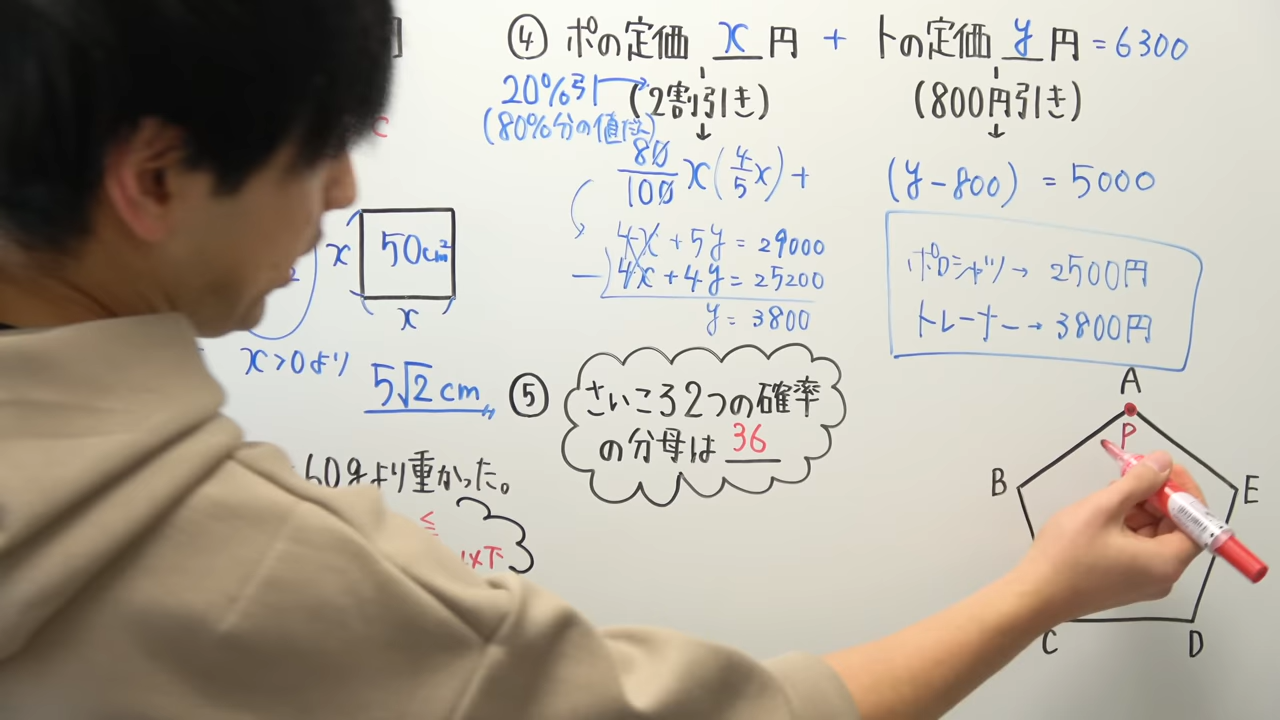 ④ ポの定価 x 円 + トの定価 y 円 = 6300
20%引→ (2割引き) (800円引き)
(80%分の値だ)
80/100 x (4/5 x) + (y-800) = 5000
4x + 5y = 29000
-) 4x + 4y = 25200
y = 3800
ポロシャツ→ 2500円
トレーナー→ 3800円
x
50cm²
x
x>0より
5√2 cm
60gより重かった。
≦
以下
⑤ さいころ2つの確率
の分母は 36
A
P
B
E
C
D